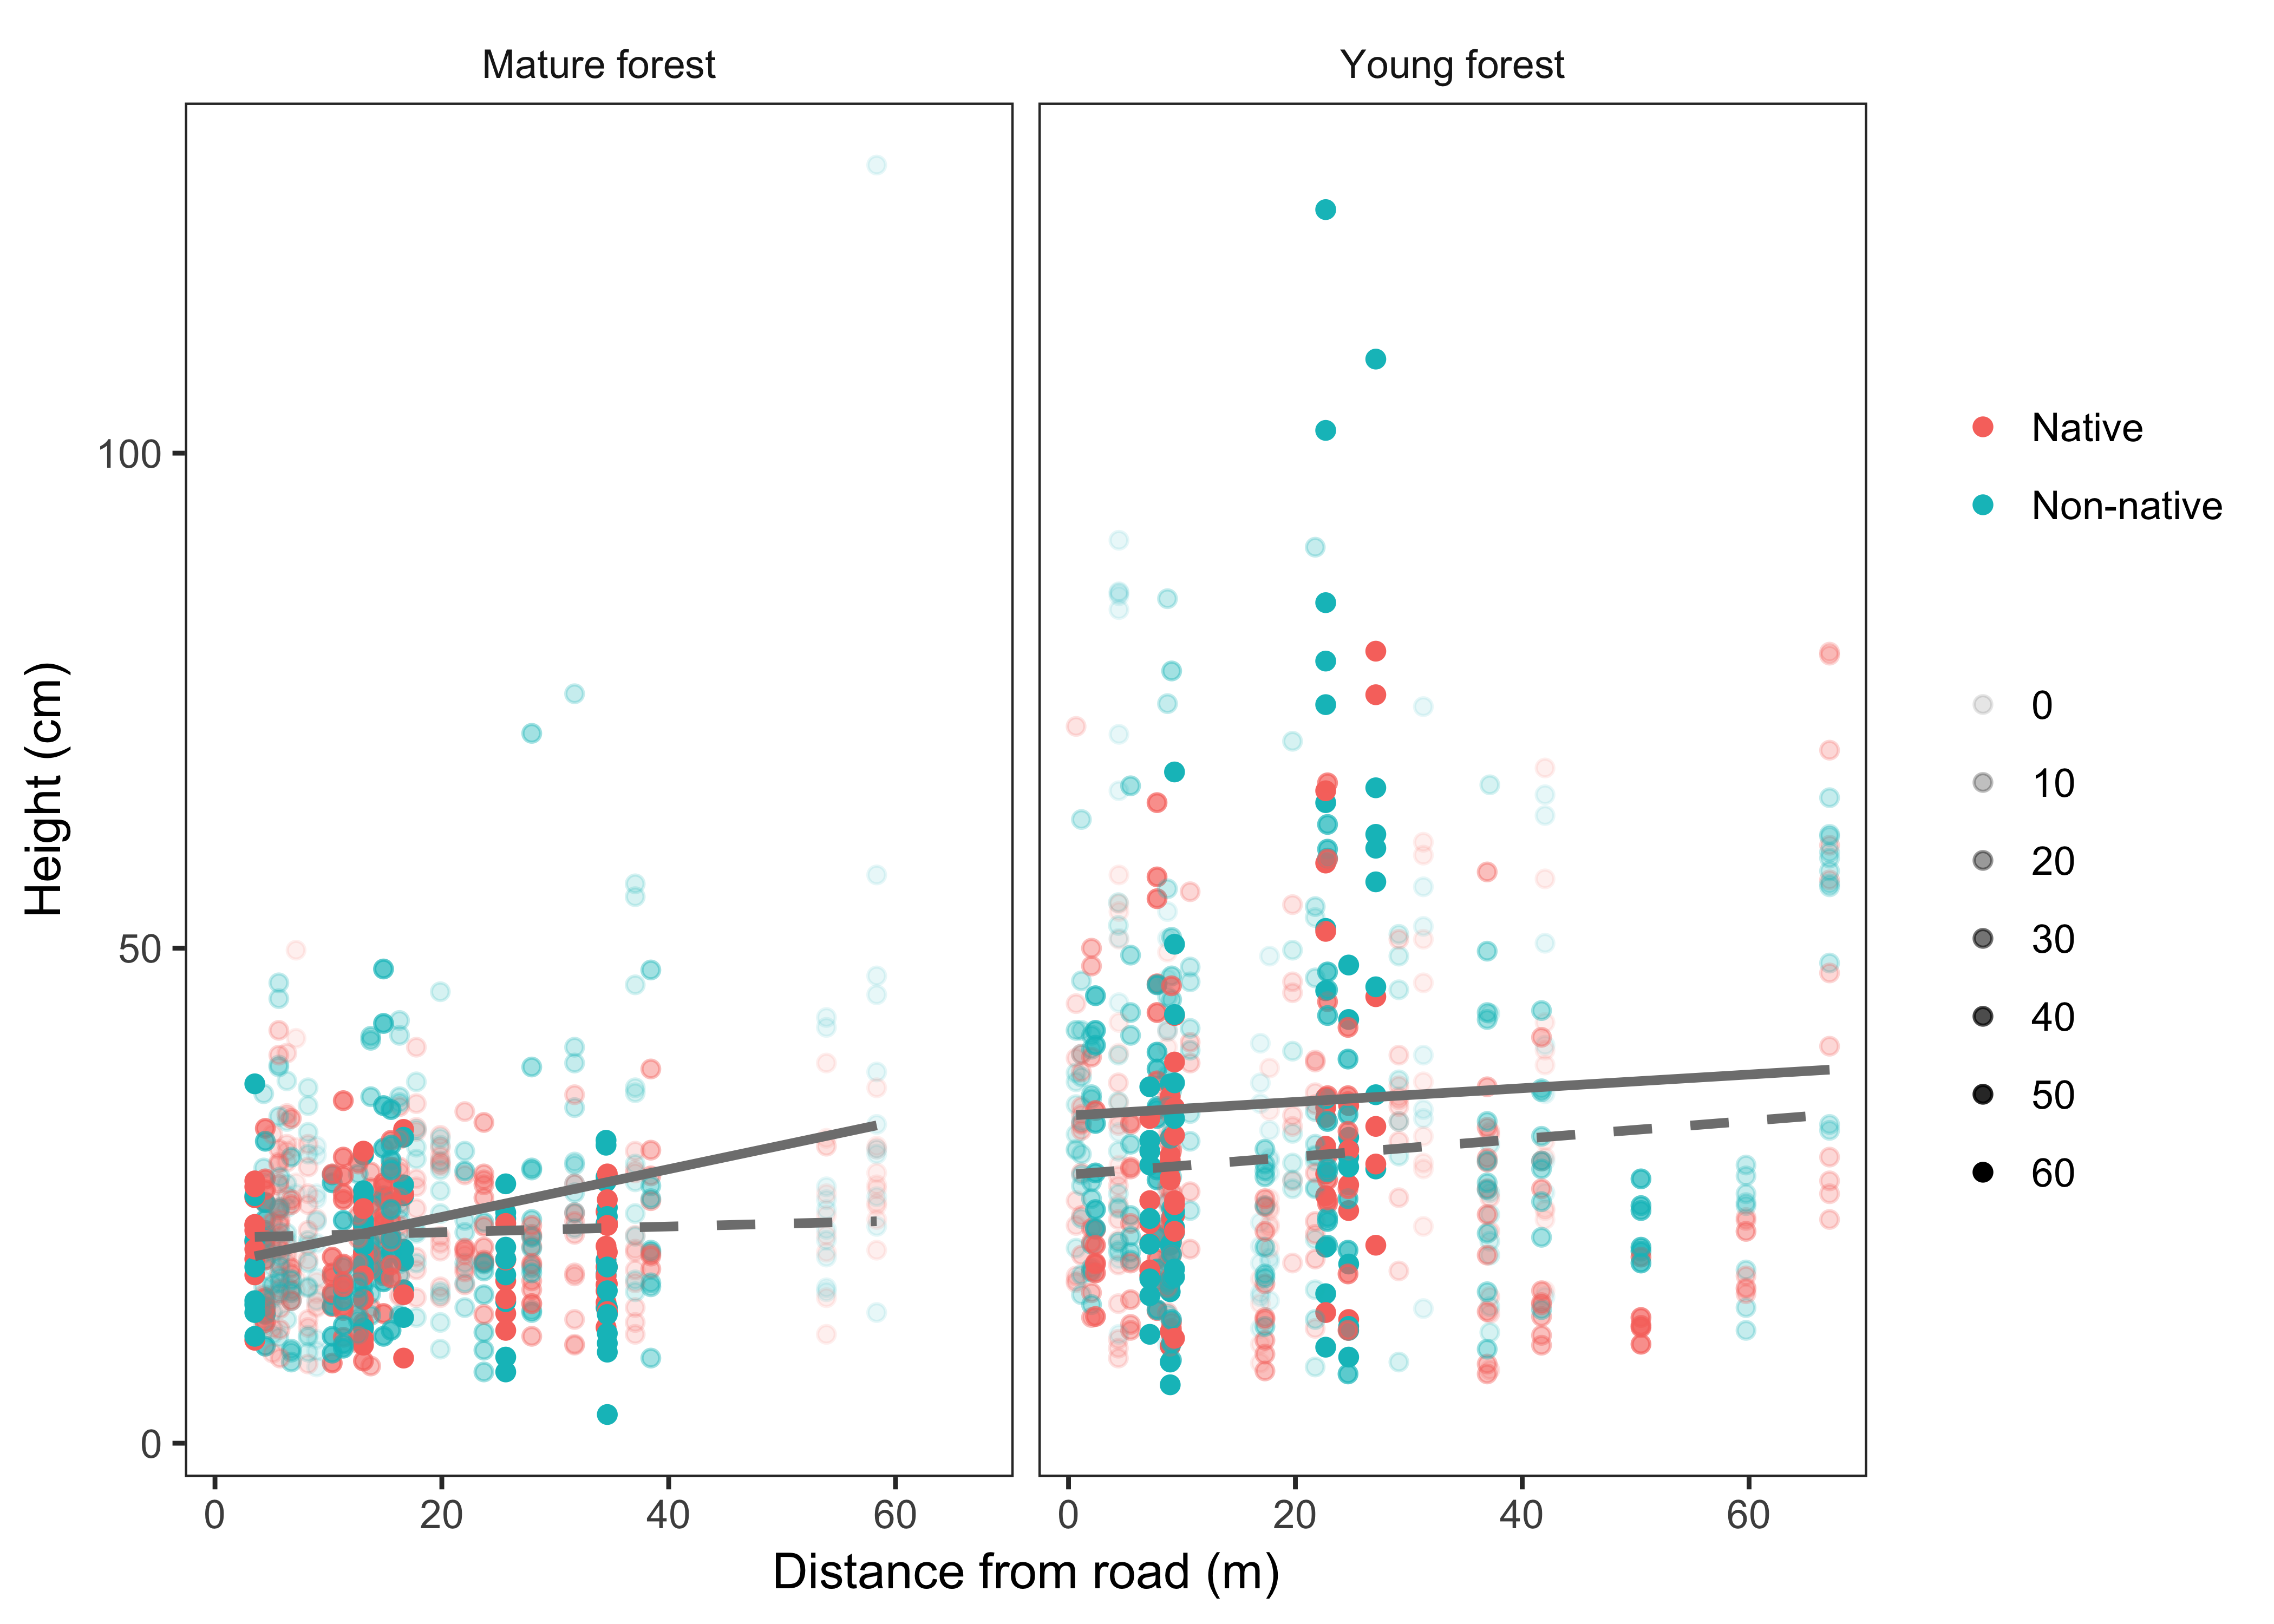 Mature forest
Young forest
Height (cm)
100
50
0
0 20 40 60
0 20 40 60
Distance from road (m)
Native
Non-native
0
10
20
30
40
50
60